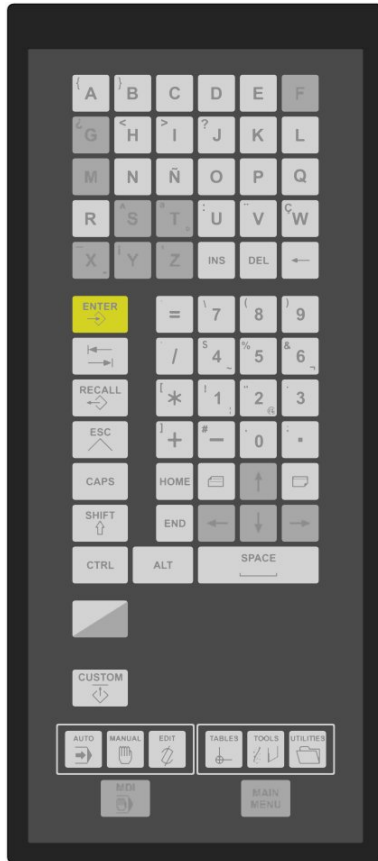 { A } B C D E F
¿ G < H > I ? J K L
M N Ñ O P Q
R ^ S ª T : U ¨ V Ç W
X ¡ Y Z INS DEL ←
ENTER = \ 7 ( 8 ) 9
/ $ 4 % 5 & 6 ¬
RECALL [ * ! 1 " 2 @ 3
ESC ] + # − 0 .
CAPS HOME ↑
SHIFT END ← ↓ →
CTRL ALT SPACE
CUSTOM
AUTO MANUAL EDIT TABLES TOOLS UTILITIES
MDI MAIN
MENU